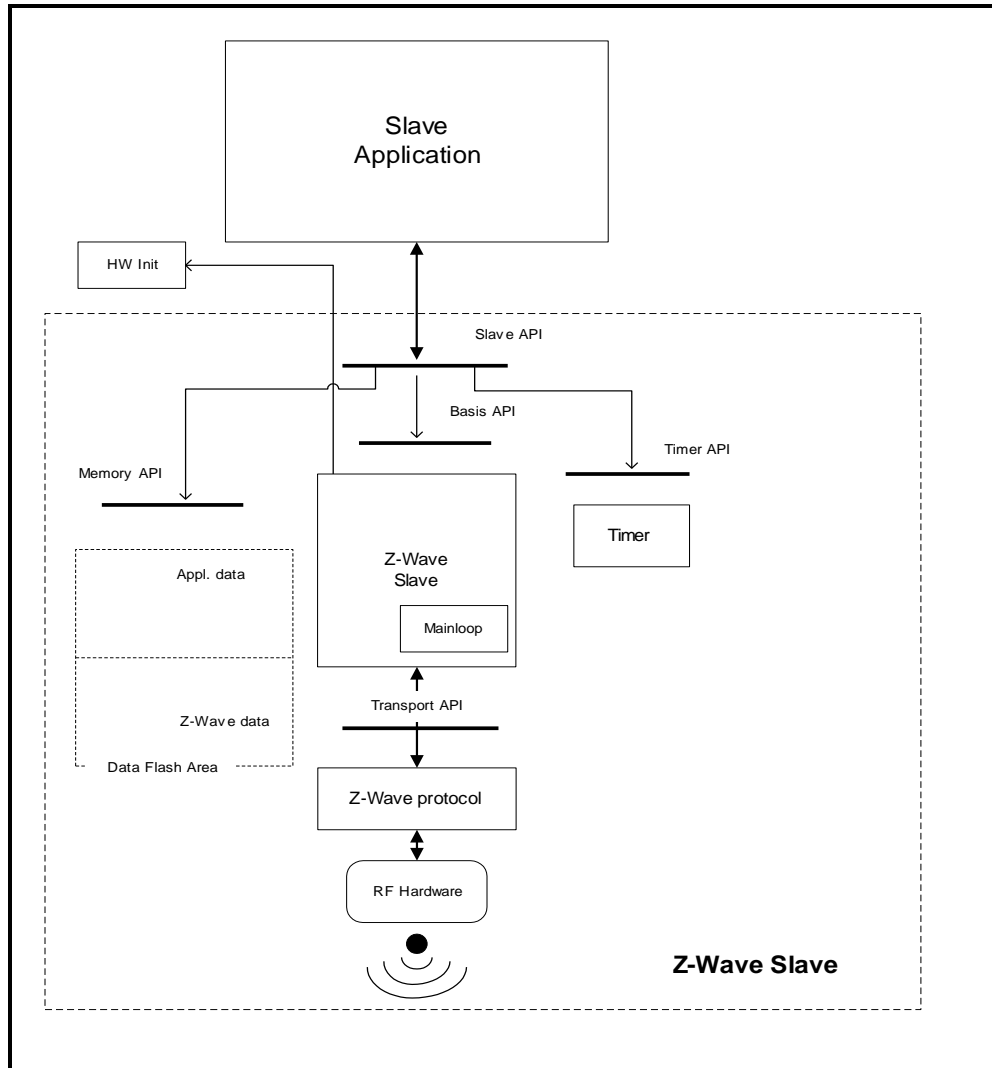 Slave
Application
HW Init
Slave API
Basis API
Timer API
Memory API
Timer
Z-Wave
Slave
Appl. data
Mainloop
Transport API
Z-Wave data
Data Flash Area
Z-Wave protocol
RF Hardware
Z-Wave Slave